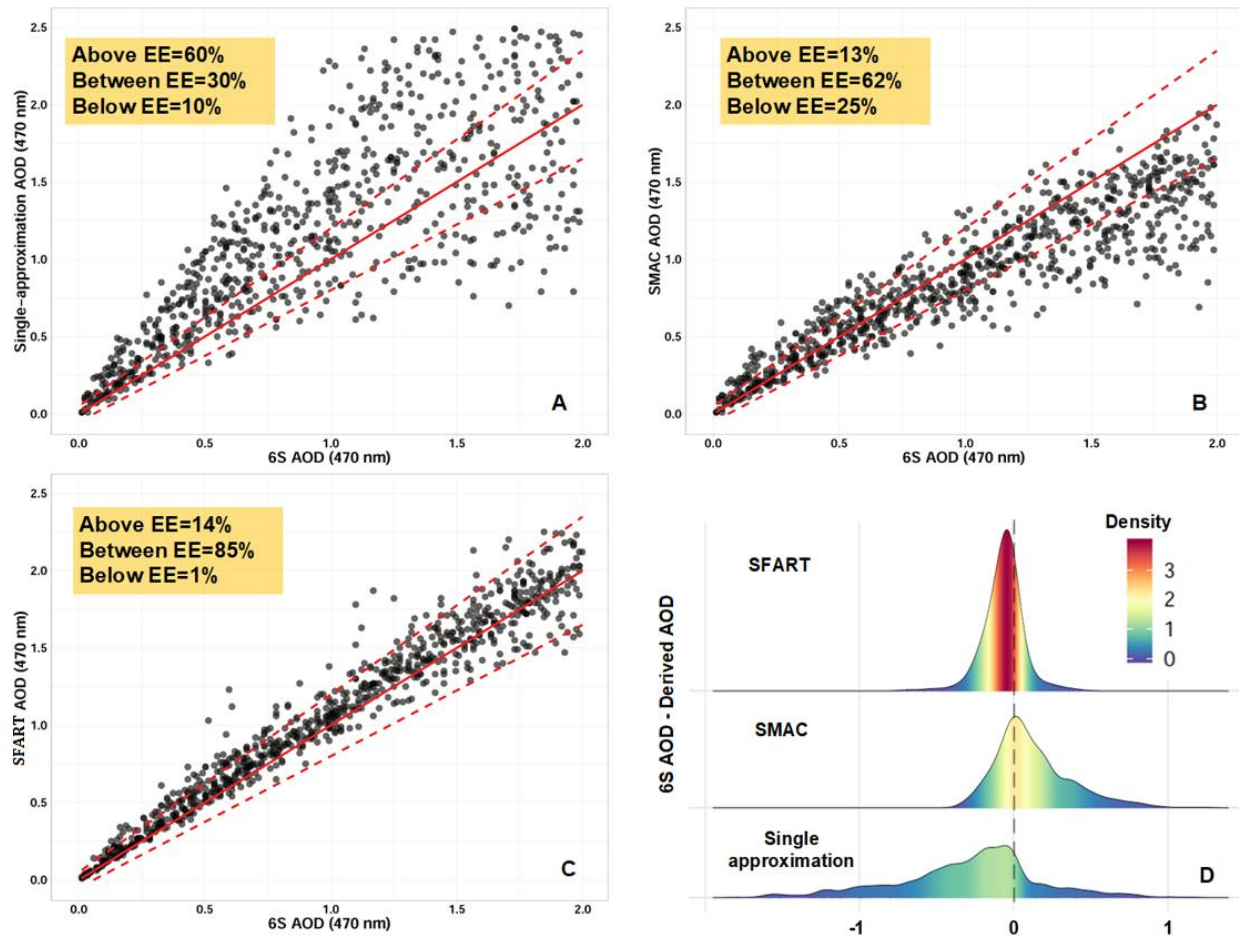 Above EE=60%
Between EE=30%
Below EE=10%
2.5
2.0
1.5
1.0
0.5
0.0
Single-approximation AOD (470 nm)
A
0.0 0.5 1.0 1.5 2.0
6S AOD (470 nm)
Above EE=13%
Between EE=62%
Below EE=25%
2.5
2.0
1.5
1.0
0.5
0.0
SMAC AOD (470 nm)
B
0.0 0.5 1.0 1.5 2.0
6S AOD (470 nm)
Above EE=14%
Between EE=85%
Below EE=1%
2.5
2.0
1.5
1.0
0.5
0.0
SFART AOD (470 nm)
C
0.0 0.5 1.0 1.5 2.0
6S AOD (470 nm)
Density
3
2
1
0
SFART
SMAC
Single
approximation
6S AOD - Derived AOD
D
-1 0 1